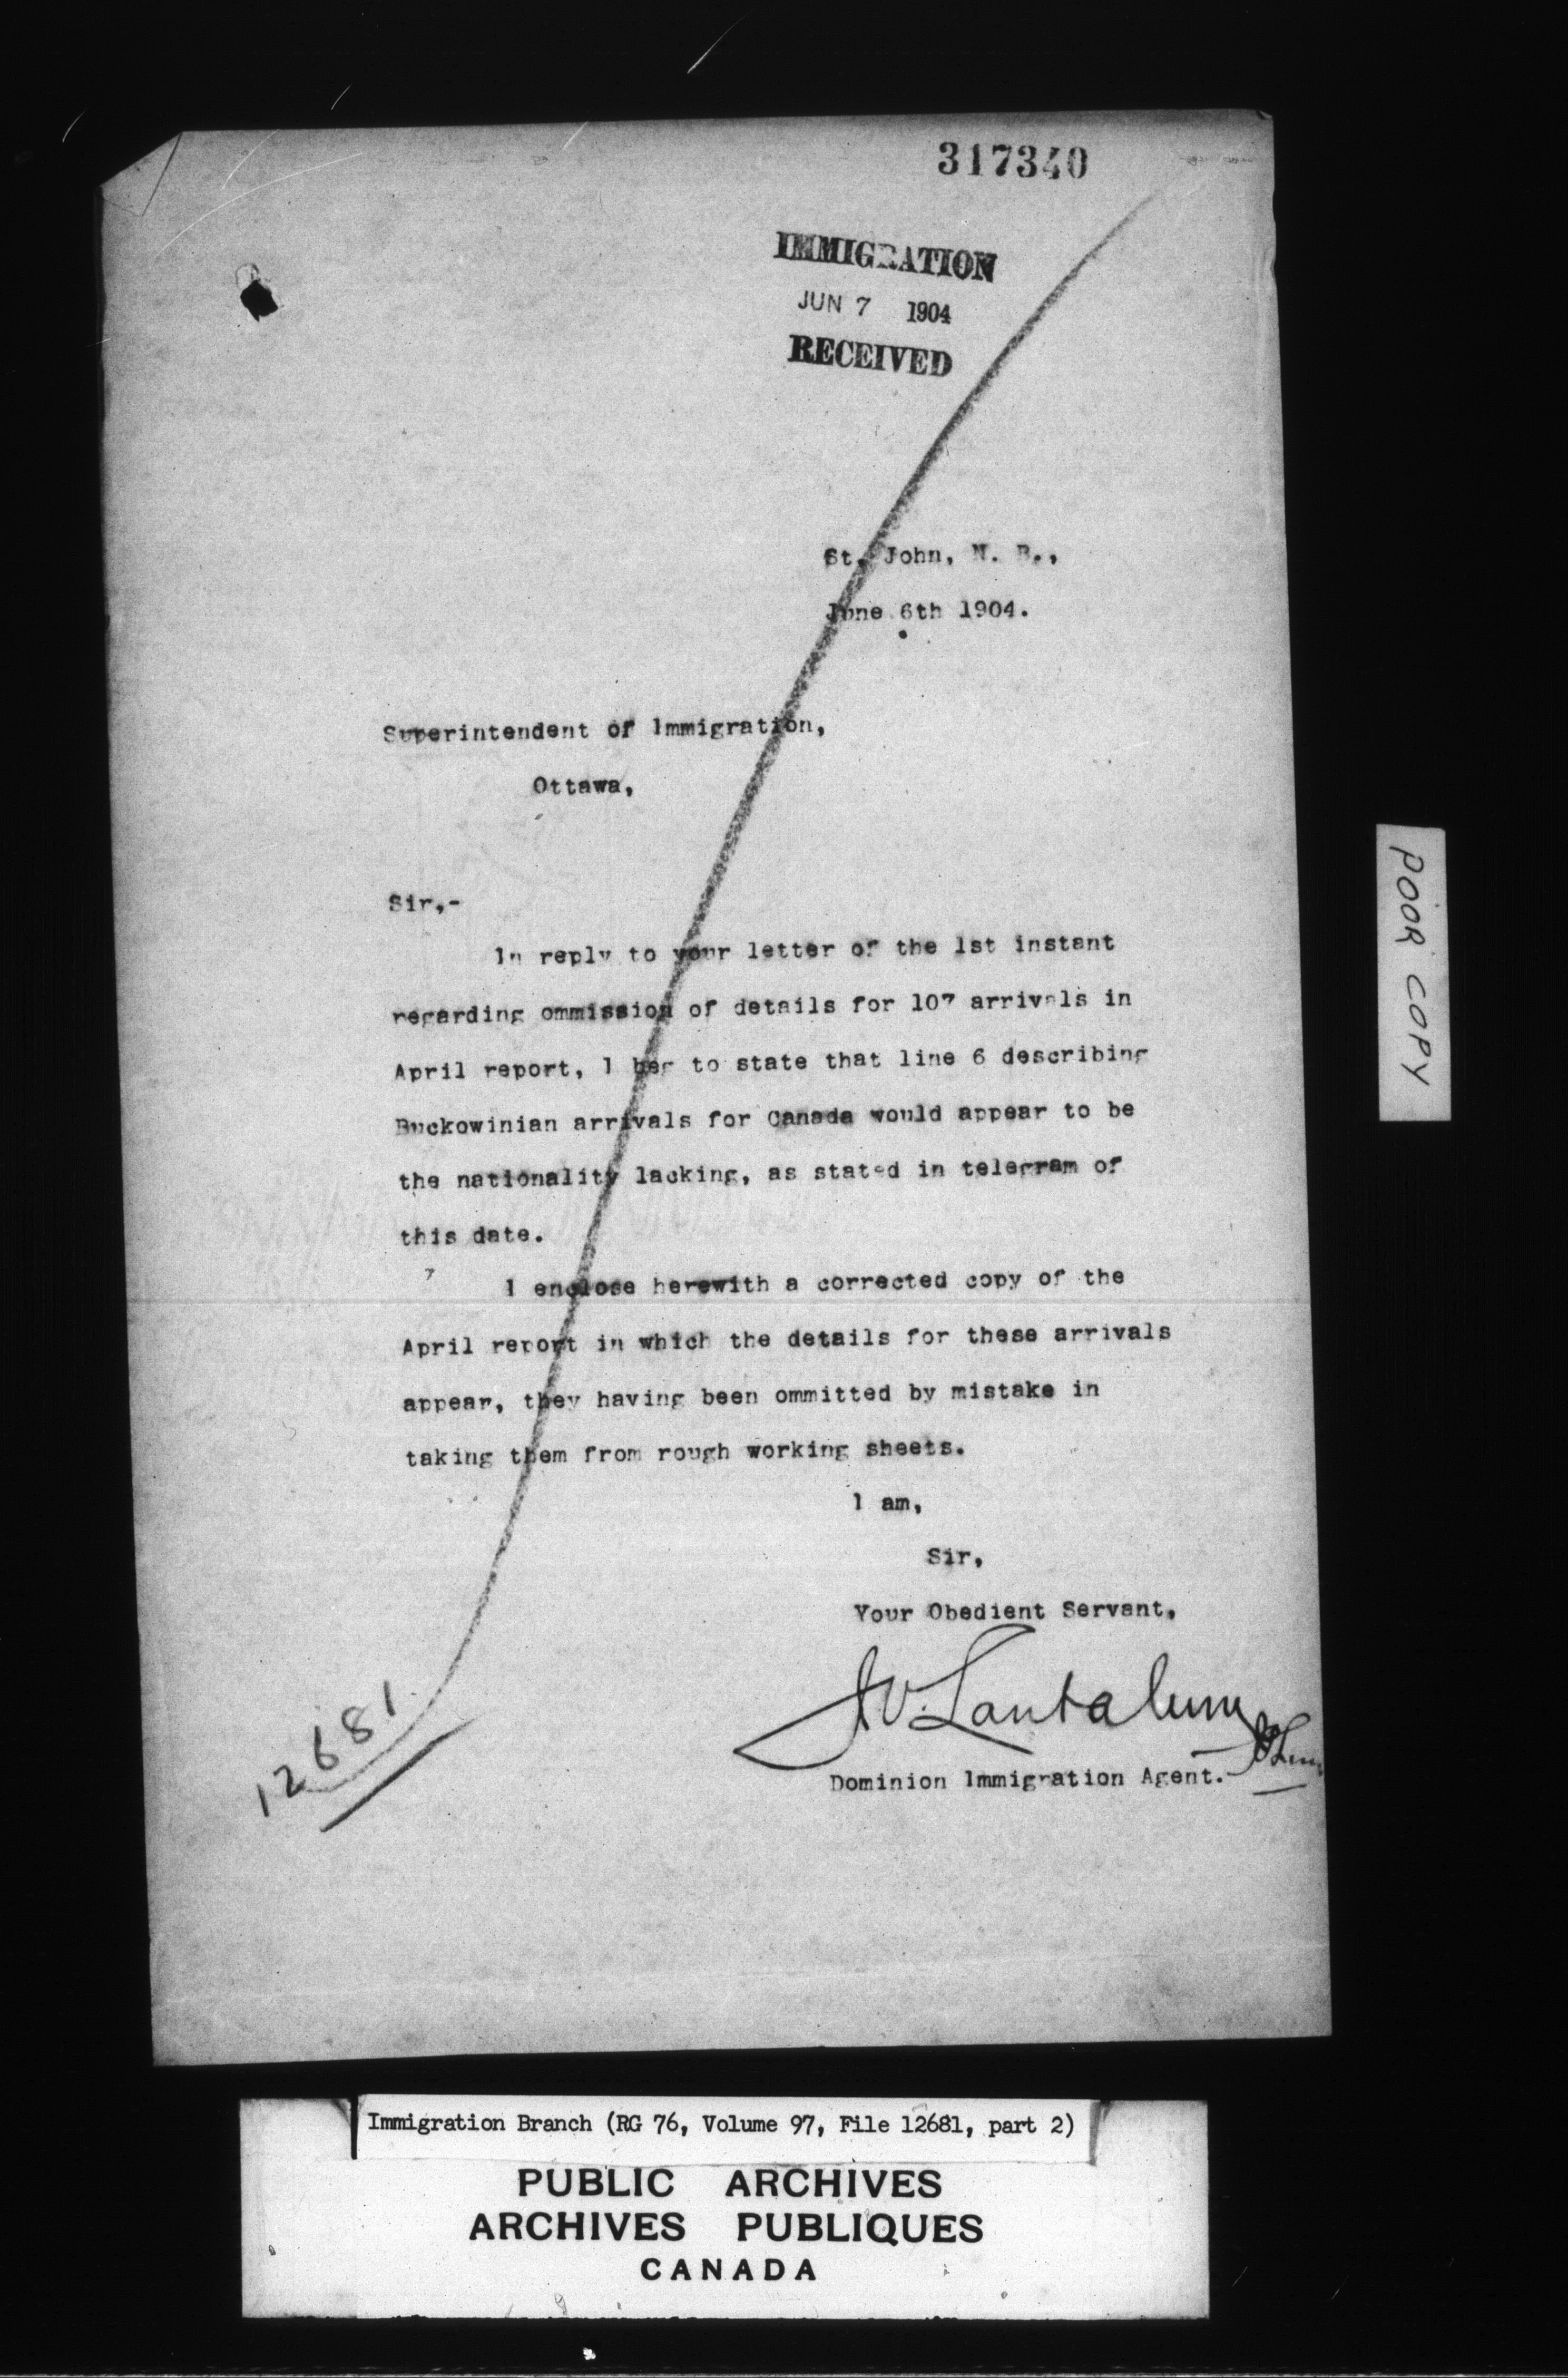 317340
IMMIGRATION
JUN 7 1904
RECEIVED
St. John, N. B.,
June 6th 1904.
Superintendent of Immigration,
Ottawa,
Sir,-
In reply to your letter of the 1st instant
regarding ommission of details for 107 arrivals in
April report, I beg to state that line 6 describing
Buckowinian arrivals for Canada would appear to be
the nationality lacking, as stated in telegram of
this date.
I enclose herewith a corrected copy of the
April report in which the details for these arrivals
appear, they having been ommitted by mistake in
taking them from rough working sheets.
I am,
Sir,
Your Obedient Servant,
J.V. Lantalum
Dominion Immigration Agent.
12681
POOR COPY
Immigration Branch (RG 76, Volume 97, File 12681, part 2)
PUBLIC ARCHIVES
ARCHIVES PUBLIQUES
CANADA